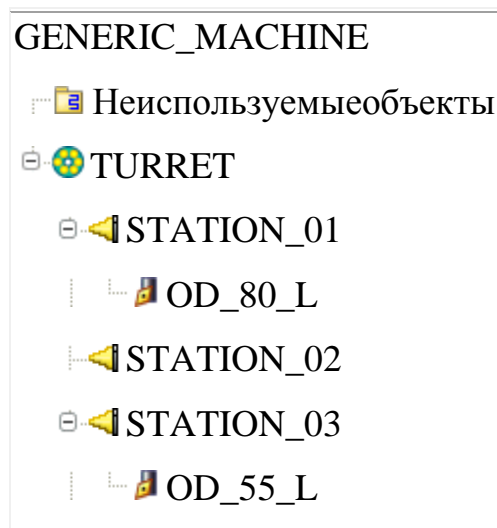 GENERIC_MACHINE
Неиспользуемыеобъекты
TURRET
STATION_01
OD_80_L
STATION_02
STATION_03
OD_55_L